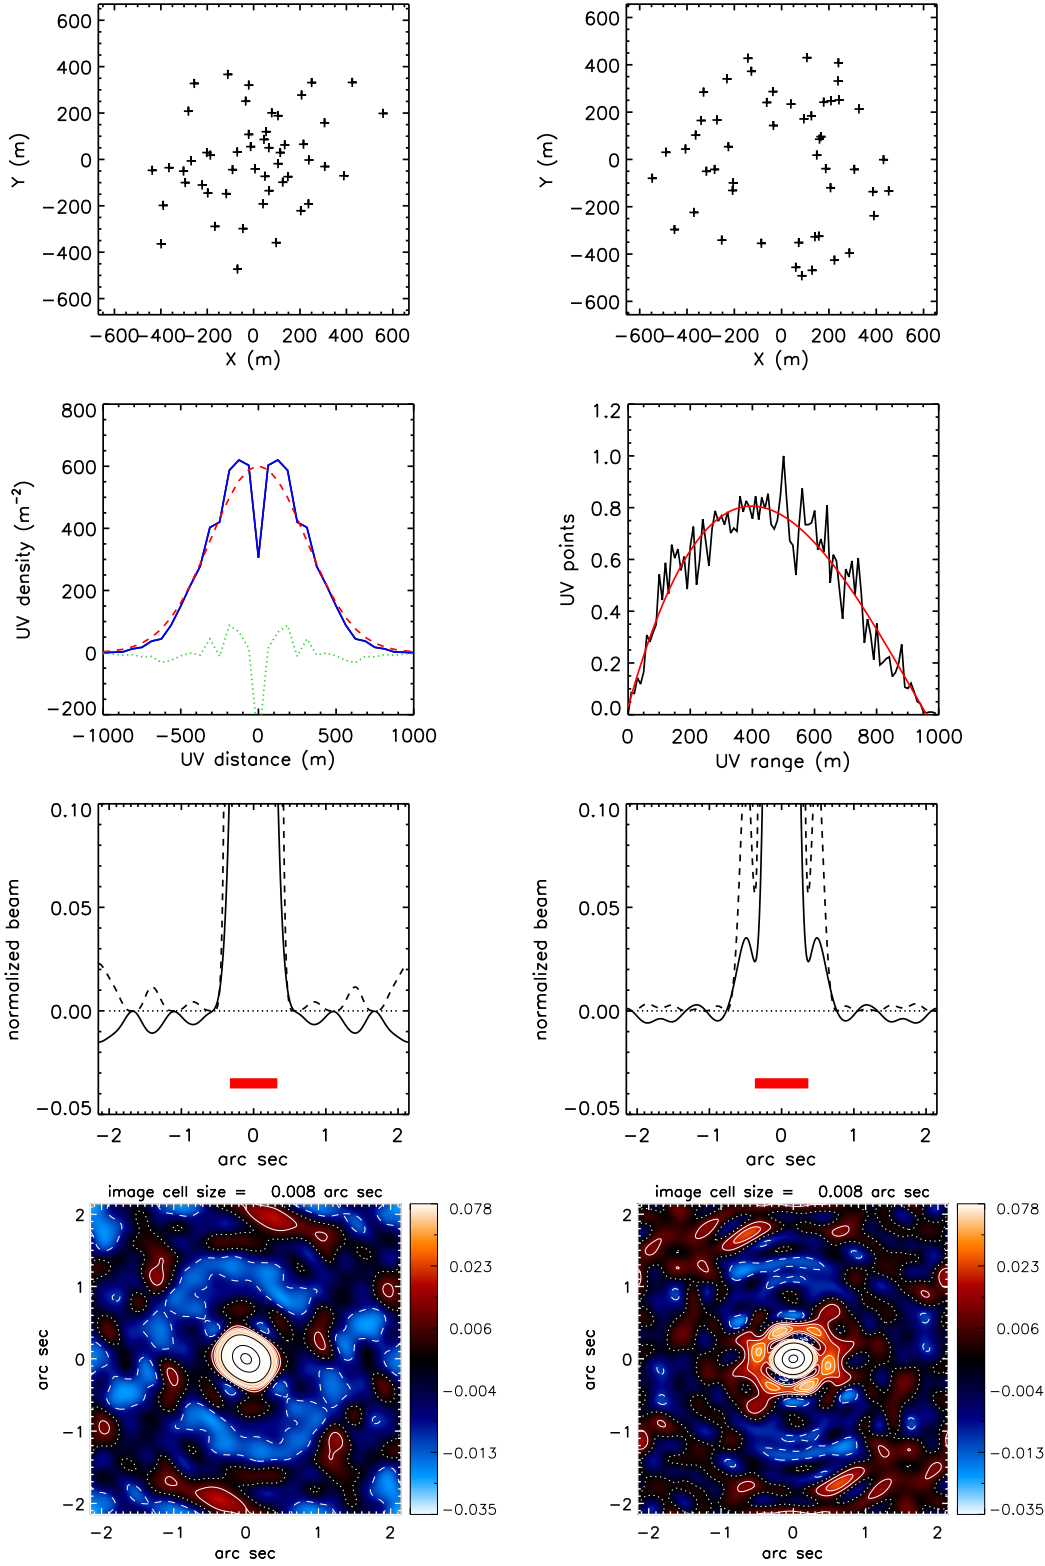 600
400
200
0
−200
−400
−600
Y (m)
−600−400−200 0 200 400 600
X (m)
600
400
200
0
−200
−400
−600
Y (m)
−600−400−200 0 200 400 600
X (m)
800
600
400
200
0
−200
UV density (m−2)
−1000 −500 0 500 1000
UV distance (m)
1.2
1.0
0.8
0.6
0.4
0.2
0.0
UV points
0 200 400 600 800 1000
UV range (m)
0.10
0.05
0.00
−0.05
normalized beam
−2 −1 0 1 2
arc sec
0.10
0.05
0.00
−0.05
normalized beam
−2 −1 0 1 2
arc sec
image cell size = 0.008 arc sec
2
1
0
−1
−2
arc sec
−2 −1 0 1 2
arc sec
0.078
0.023
0.006
−0.004
−0.013
−0.035
image cell size = 0.008 arc sec
2
1
0
−1
−2
arc sec
−2 −1 0 1 2
arc sec
0.078
0.023
0.006
−0.004
−0.013
−0.035